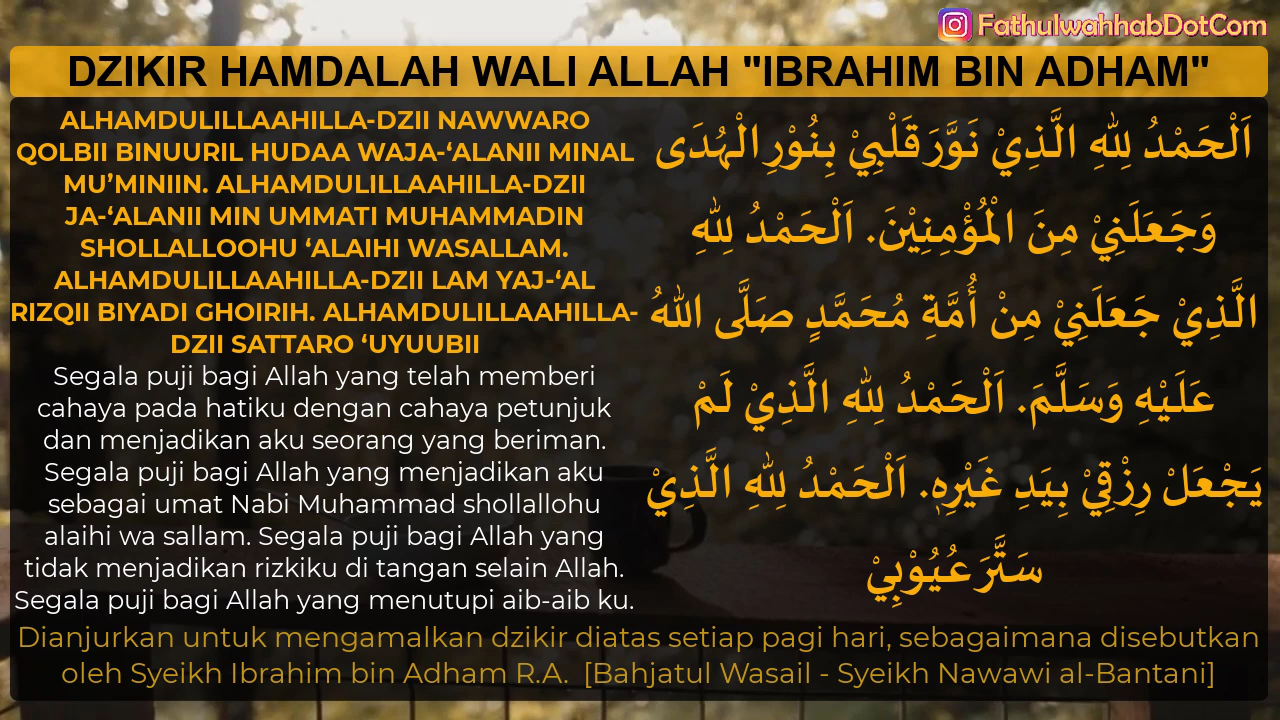 FathulwahhabDotCom
DZIKIR HAMDALAH WALI ALLAH "IBRAHIM BIN ADHAM"
ALHAMDULILLAAHILLA-DZII NAWWARO
QOLBII BINUURIL HUDAA WAJA-‘ALANII MINAL
MU’MINIIN. ALHAMDULILLAAHILLA-DZII
JA-‘ALANII MIN UMMATI MUHAMMADIN
SHOLLALLOOHU ‘ALAIHI WASALLAM.
ALHAMDULILLAAHILLA-DZII LAM YAJ-‘AL
RIZQII BIYADI GHOIRIH. ALHAMDULILLAAHILLA-
DZII SATTARO ‘UYUUBII
Segala puji bagi Allah yang telah memberi
cahaya pada hatiku dengan cahaya petunjuk
dan menjadikan aku seorang yang beriman.
Segala puji bagi Allah yang menjadikan aku
sebagai umat Nabi Muhammad shollallohu
alaihi wa sallam. Segala puji bagi Allah yang
tidak menjadikan rizkiku di tangan selain Allah.
Segala puji bagi Allah yang menutupi aib-aib ku.
اَلْحَمْدُ لِلّٰهِ الَّذِيْ نَوَّرَ قَلْبِيْ بِنُوْرِ الْهُدَى
وَجَعَلَنِيْ مِنَ الْمُؤْمِنِيْنَ. اَلْحَمْدُ لِلّٰهِ
الَّذِيْ جَعَلَنِيْ مِنْ أُمَّةِ مُحَمَّدٍ صَلَّى اللهُ
عَلَيْهِ وَسَلَّمَ. اَلْحَمْدُ لِلّٰهِ الَّذِيْ لَمْ
يَجْعَلْ رِزْقِيْ بِيَدِ غَيْرِهٖ. اَلْحَمْدُ لِلّٰهِ الَّذِيْ
سَتَّرَ عُيُوْبِيْ
Dianjurkan untuk mengamalkan dzikir diatas setiap pagi hari, sebagaimana disebutkan
oleh Syeikh Ibrahim bin Adham R.A. [Bahjatul Wasail - Syeikh Nawawi al-Bantani]